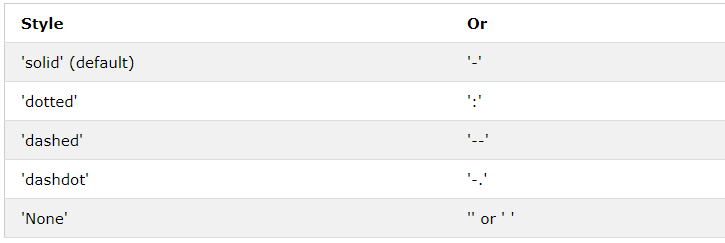 Style Or
'solid' (default) '-'
'dotted' ':'
'dashed' '--'
'dashdot' '-.'
'None' '' or ' '